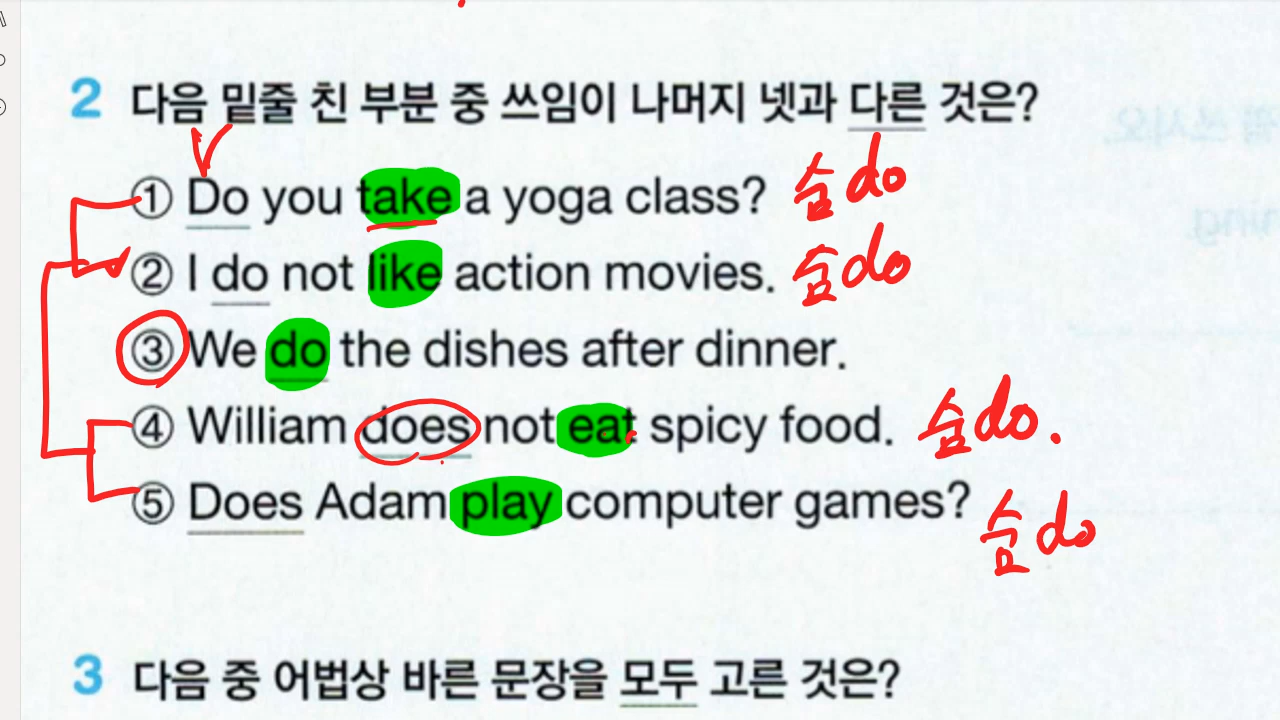 2 다음 밑줄 친 부분 중 쓰임이 나머지 넷과 다른 것은?
① Do you take a yoga class? 숨do
② I do not like action movies. 숨do
③ We do the dishes after dinner.
④ William does not eat spicy food. 숨do.
⑤ Does Adam play computer games? 숨do
3 다음 중 어법상 바른 문장을 모두 고른 것은?